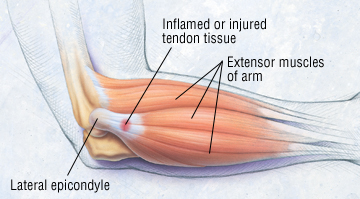 Inflamed or injured
tendon tissue
Extensor muscles
of arm
Lateral epicondyle